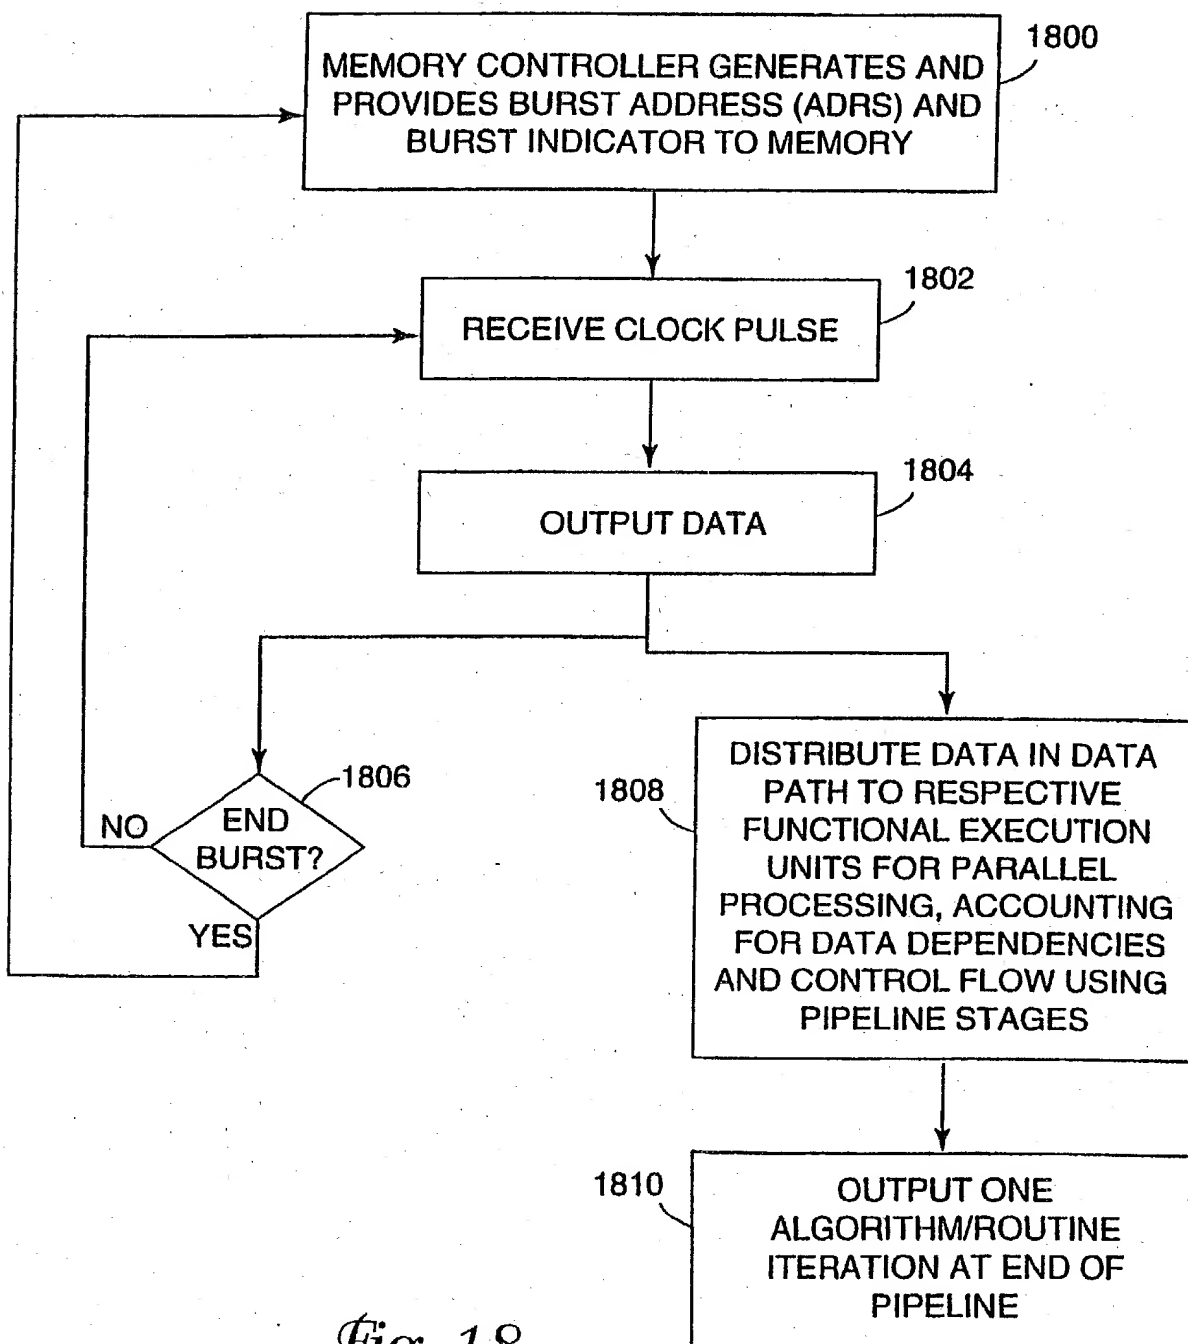 1800
MEMORY CONTROLLER GENERATES AND
PROVIDES BURST ADDRESS (ADRS) AND
BURST INDICATOR TO MEMORY
1802
RECEIVE CLOCK PULSE
1804
OUTPUT DATA
1806
END
BURST?
NO
YES
1808
DISTRIBUTE DATA IN DATA
PATH TO RESPECTIVE
FUNCTIONAL EXECUTION
UNITS FOR PARALLEL
PROCESSING, ACCOUNTING
FOR DATA DEPENDENCIES
AND CONTROL FLOW USING
PIPELINE STAGES
1810
OUTPUT ONE
ALGORITHM/ROUTINE
ITERATION AT END OF
PIPELINE
Fig. 18